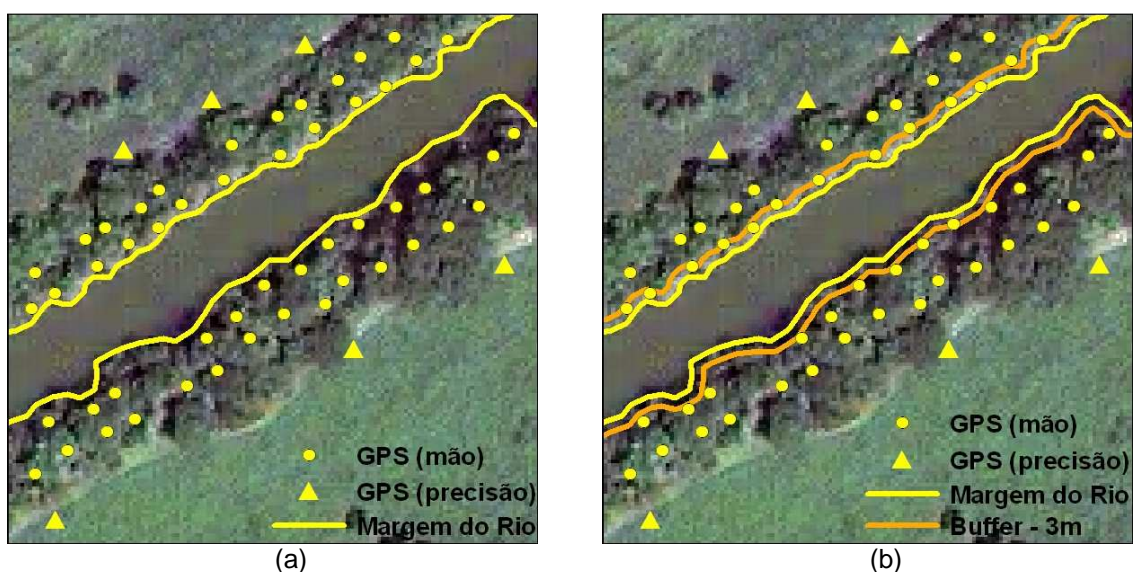 GPS (mão)
GPS (precisão)
Margem do Rio
(a)
GPS (mão)
GPS (precisão)
Margem do Rio
Buffer - 3m
(b)